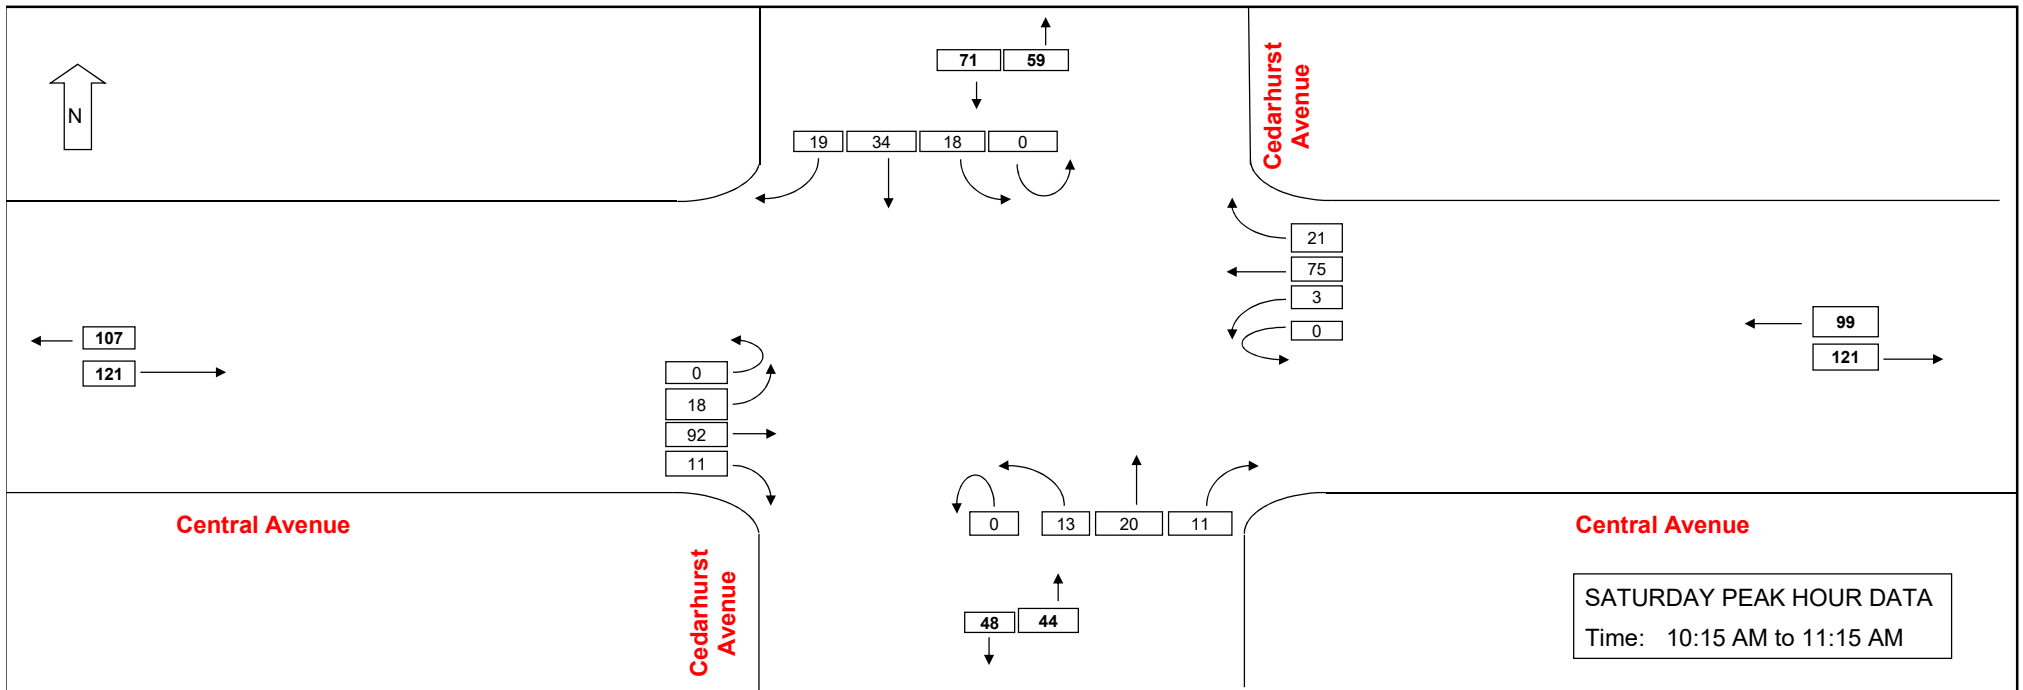 71 59
Cedarhurst
Avenue
N
19 34 18 0
21
75
3
0
107
121
99
121
0
18
92
11
0 13 20 11
Central Avenue
Central Avenue
Cedarhurst
Avenue
48 44
SATURDAY PEAK HOUR DATA
Time: 10:15 AM to 11:15 AM